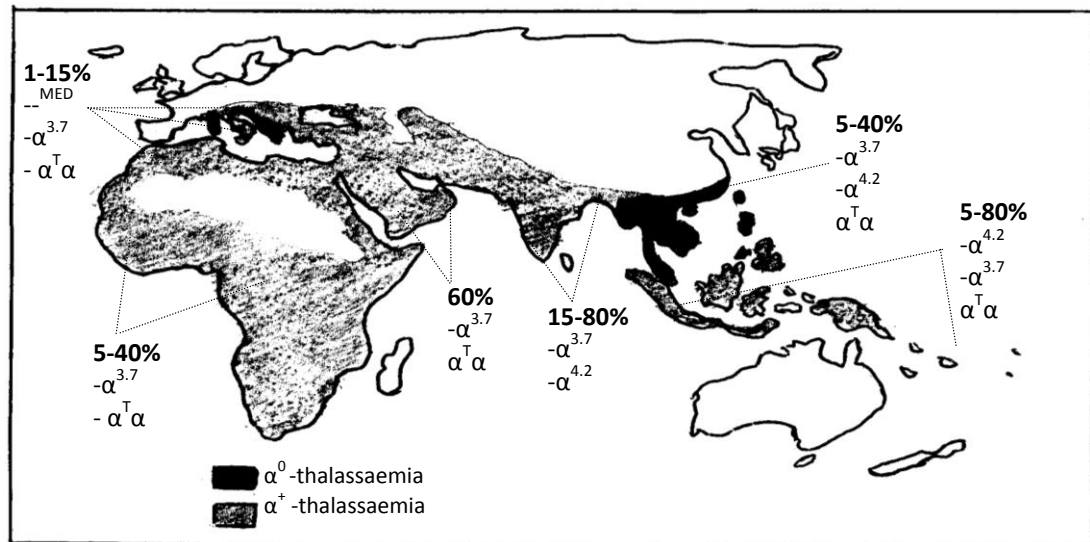 1-15%
--ᴹᴱᴰ
-α³·⁷
- αᵀα
5-40%
-α³·⁷
- αᵀα
60%
-α³·⁷
αᵀα
15-80%
-α³·⁷
-α⁴·²
5-40%
-α³·⁷
-α⁴·²
αᵀα
5-80%
-α⁴·²
-α³·⁷
αᵀα
α⁰ -thalassaemia
α⁺ -thalassaemia